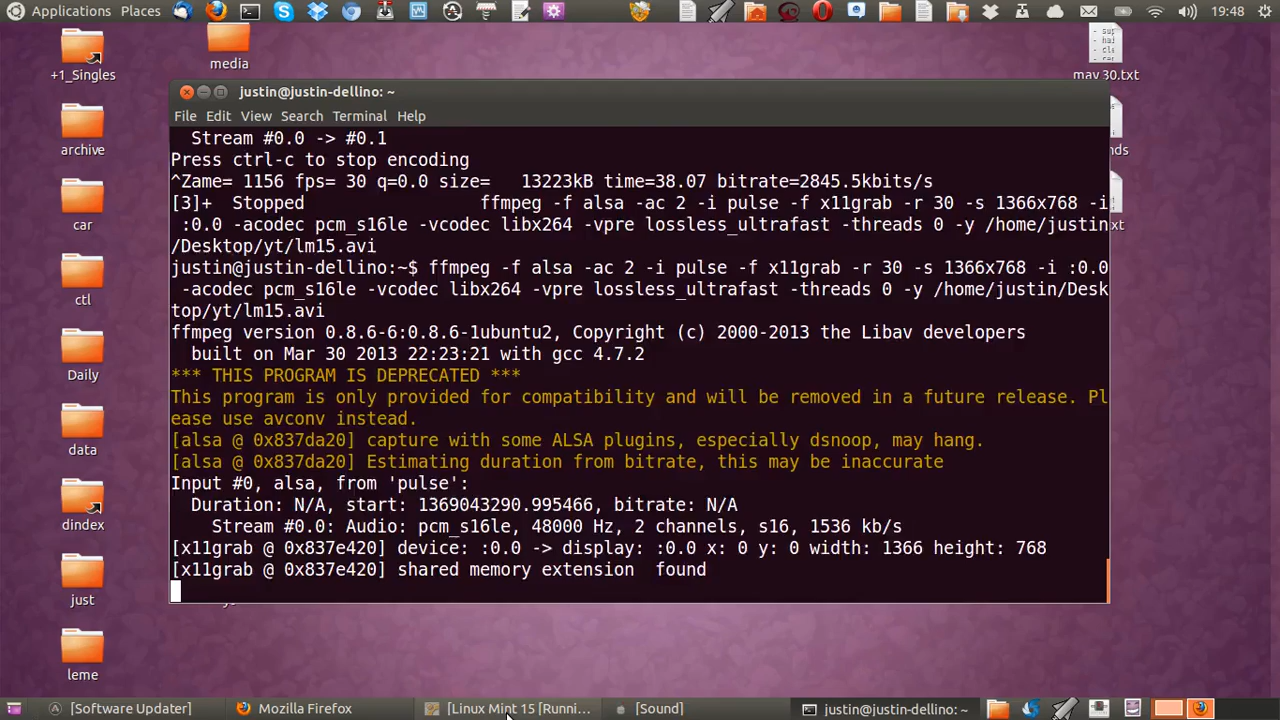 Applications Places 19:48
+1_Singles
media
may 30.txt
archive
car
ctl
Daily
data
dindex
just
leme
justin@justin-dellino: ~
File Edit View Search Terminal Help
Stream #0.0 -> #0.1
Press ctrl-c to stop encoding
^Zame= 1156 fps= 30 q=0.0 size=   13223kB time=38.07 bitrate=2845.5kbits/s
[3]+  Stopped                 ffmpeg -f alsa -ac 2 -i pulse -f x11grab -r 30 -s 1366x768 -i
:0.0 -acodec pcm_s16le -vcodec libx264 -vpre lossless_ultrafast -threads 0 -y /home/justin
/Desktop/yt/lm15.avi
justin@justin-dellino:~$ ffmpeg -f alsa -ac 2 -i pulse -f x11grab -r 30 -s 1366x768 -i :0.0
-acodec pcm_s16le -vcodec libx264 -vpre lossless_ultrafast -threads 0 -y /home/justin/Desk
top/yt/lm15.avi
ffmpeg version 0.8.6-6:0.8.6-1ubuntu2, Copyright (c) 2000-2013 the Libav developers
built on Mar 30 2013 22:23:21 with gcc 4.7.2
*** THIS PROGRAM IS DEPRECATED ***
This program is only provided for compatibility and will be removed in a future release. Pl
ease use avconv instead.
[alsa @ 0x837da20] capture with some ALSA plugins, especially dsnoop, may hang.
[alsa @ 0x837da20] Estimating duration from bitrate, this may be inaccurate
Input #0, alsa, from 'pulse':
Duration: N/A, start: 1369043290.995466, bitrate: N/A
Stream #0.0: Audio: pcm_s16le, 48000 Hz, 2 channels, s16, 1536 kb/s
[x11grab @ 0x837e420] device: :0.0 -> display: :0.0 x: 0 y: 0 width: 1366 height: 768
[x11grab @ 0x837e420] shared memory extension  found
[Software Updater] Mozilla Firefox [Linux Mint 15 [Runni... [Sound] justin@justin-dellino: ~